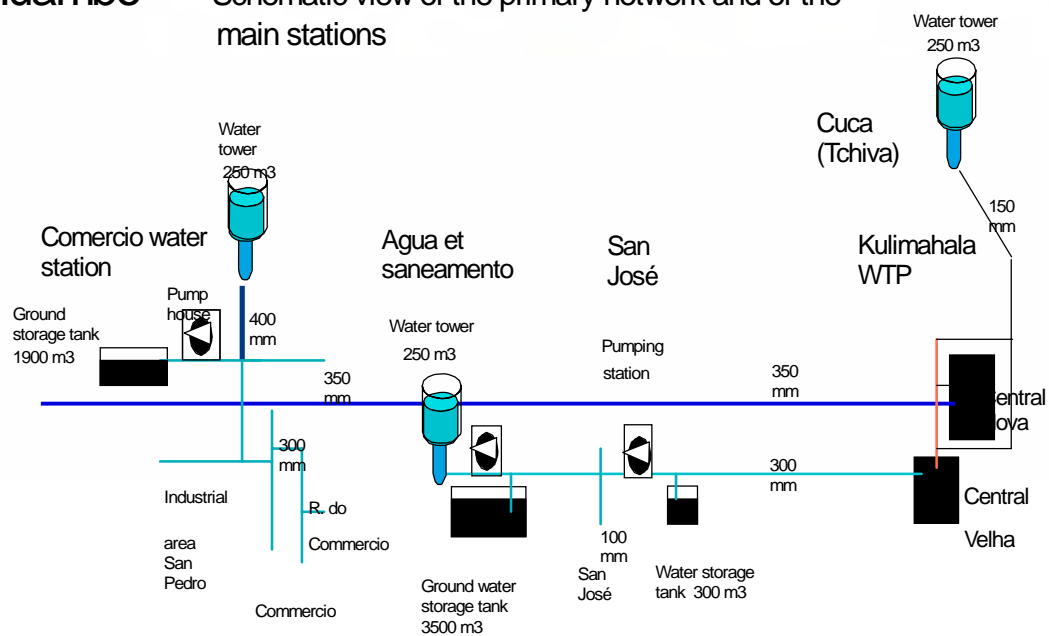 Schematic view of the primary network and of the
main stations
Water tower
250 m3
Cuca
(Tchiva)
150
mm
Water
tower
250 m3
Comercio water
station
Agua et
saneamento
San
José
Kulimahala
WTP
Pump
house
Ground
storage tank
1900 m3
400
mm
Water tower
250 m3
Pumping
station
350
mm
350
mm
Central
Nova
300
mm
300
mm
Industrial
area
San
Pedro
R. do
Commercio
Commercio
100
mm
San
José
Water storage
tank 300 m3
Ground water
storage tank
3500 m3
Central
Velha